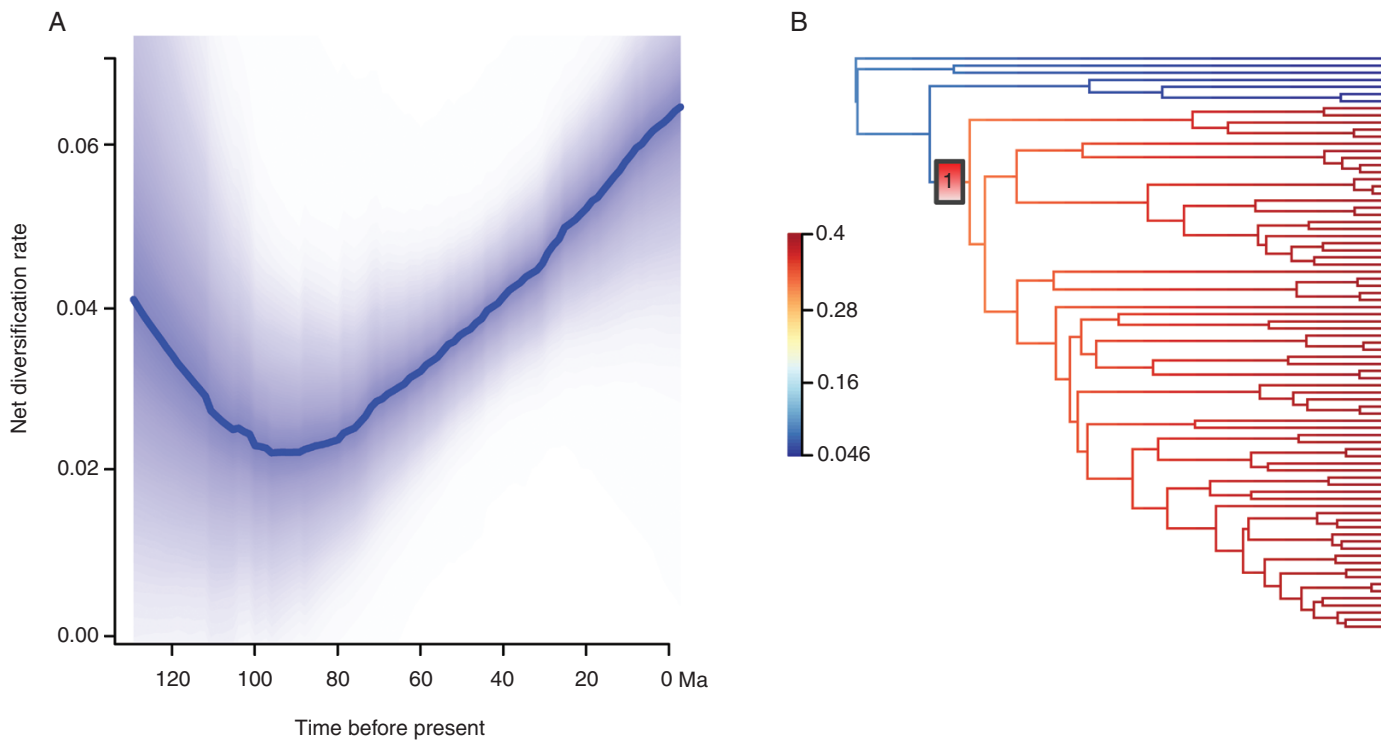 A
Net diversification rate
0.06
0.04
0.02
0.00
120 100 80 60 40 20 0 Ma
Time before present
B
1
0.4
0.28
0.16
0.046